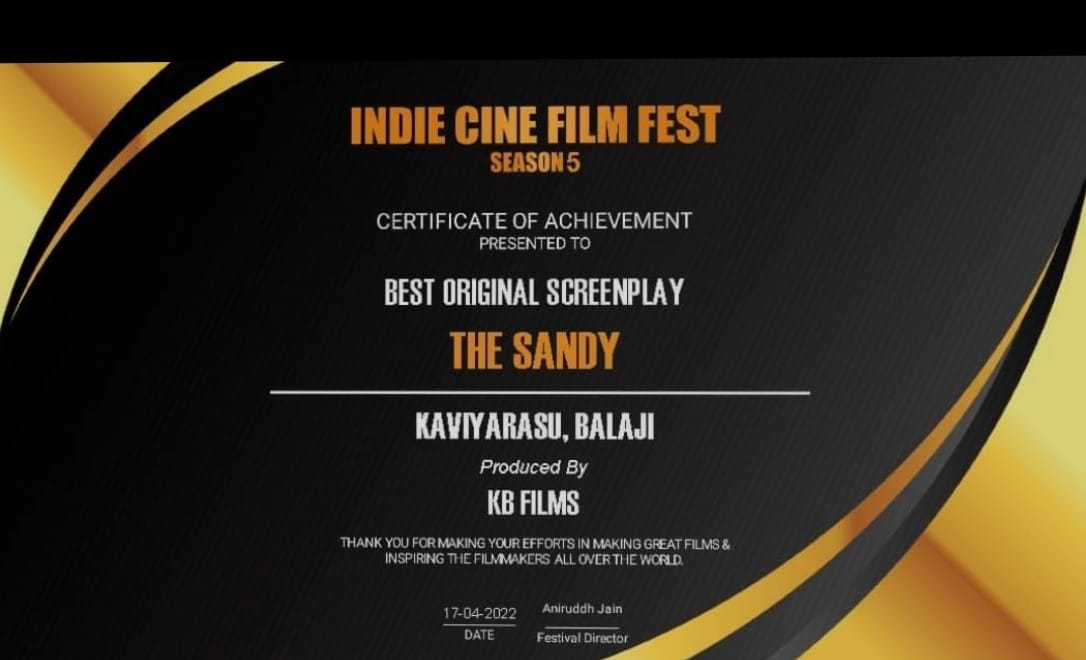 INDIE CINE FILM FEST
SEASON 5
CERTIFICATE OF ACHIEVEMENT
PRESENTED TO
BEST ORIGINAL SCREENPLAY
THE SANDY
KAVIYARASU, BALAJI
Produced By
KB FILMS
THANK YOU FOR MAKING YOUR EFFORTS IN MAKING GREAT FILMS &
INSPIRING THE FILMMAKERS ALL OVER THE WORLD.
17-04-2022 Aniruddh Jain
DATE Festival Director